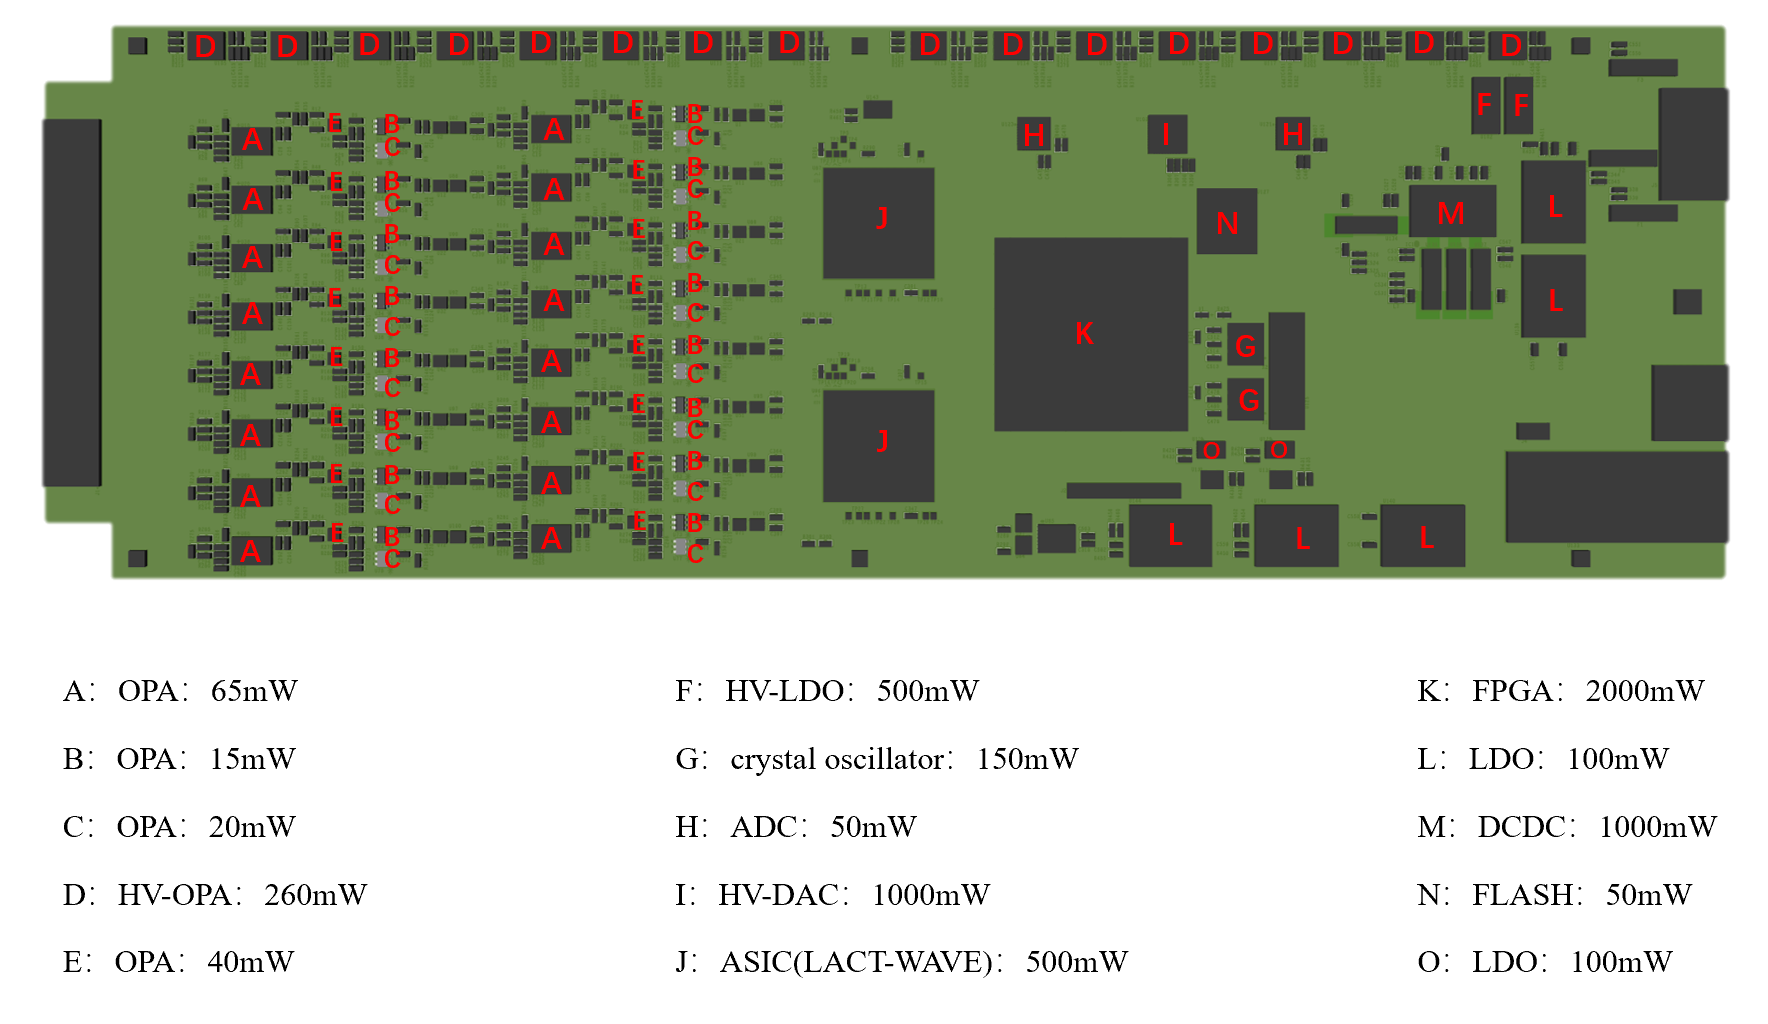 D D D D D D D D D D D D D D D D
F F
E B A E B
A C A C H I H
E B A E B
A C A C J N M L
E B A E B
A C A C
E B A E B
A C A C K L
E B A E B
A C A C G
E B A E B
A C A C J G
E B A E B O O
A C A C
E B A E B L L L
A C C
A: OPA: 65mW
B: OPA: 15mW
C: OPA: 20mW
D: HV-OPA: 260mW
E: OPA: 40mW
F: HV-LDO: 500mW
G: crystal oscillator: 150mW
H: ADC: 50mW
I: HV-DAC: 1000mW
J: ASIC(LACT-WAVE): 500mW
K: FPGA: 2000mW
L: LDO: 100mW
M: DCDC: 1000mW
N: FLASH: 50mW
O: LDO: 100mW